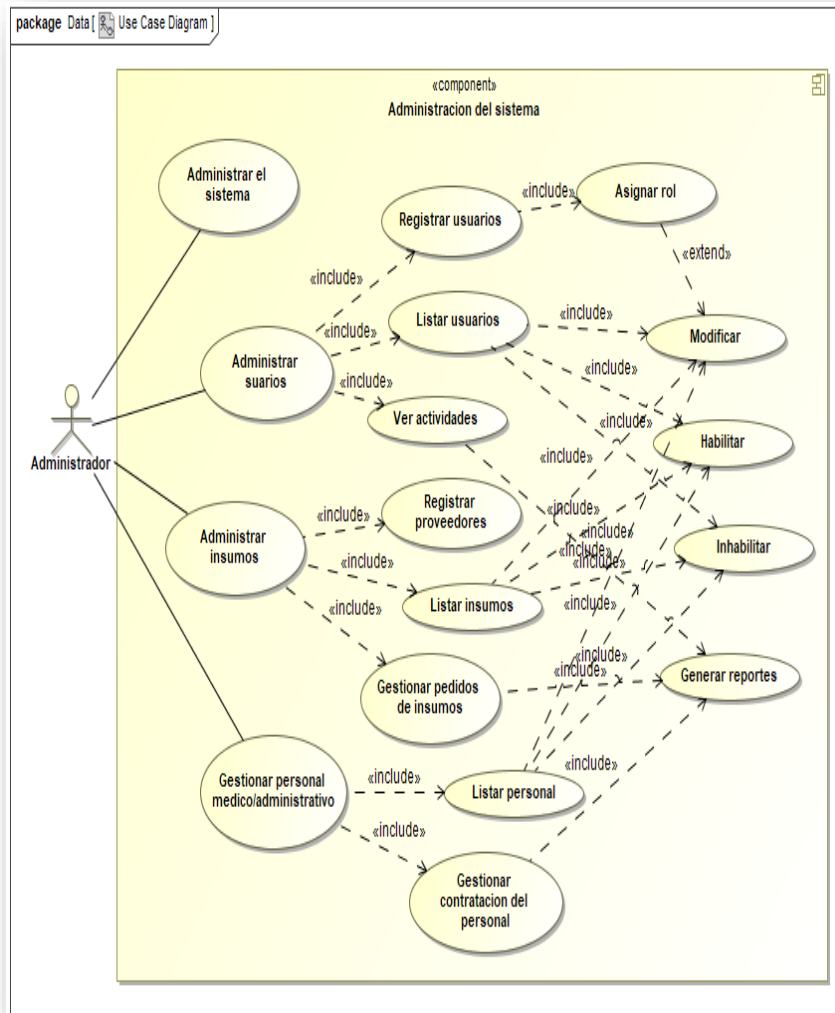 package Data [ Use Case Diagram ]
«component»
Administracion del sistema
Administrar el
sistema
Registrar usuarios
«include»
Asignar rol
«extend»
«include»
Listar usuarios
«include»
Modificar
«include»
Administrar
suarios
«include»
«include»
Ver actividades
«include»
Habilitar
Administrador
«include»
Registrar
proveedores
«include»
Administrar
insumos
«include»
«include»
Inhabilitar
«include»
«include»
«include»
Listar insumos
«include»
«include»
Gestionar pedidos
de insumos
«include»
«include»
Generar reportes
Gestionar personal
medico/administrativo
«include»
Listar personal
«include»
«include»
Gestionar
contratacion del
personal